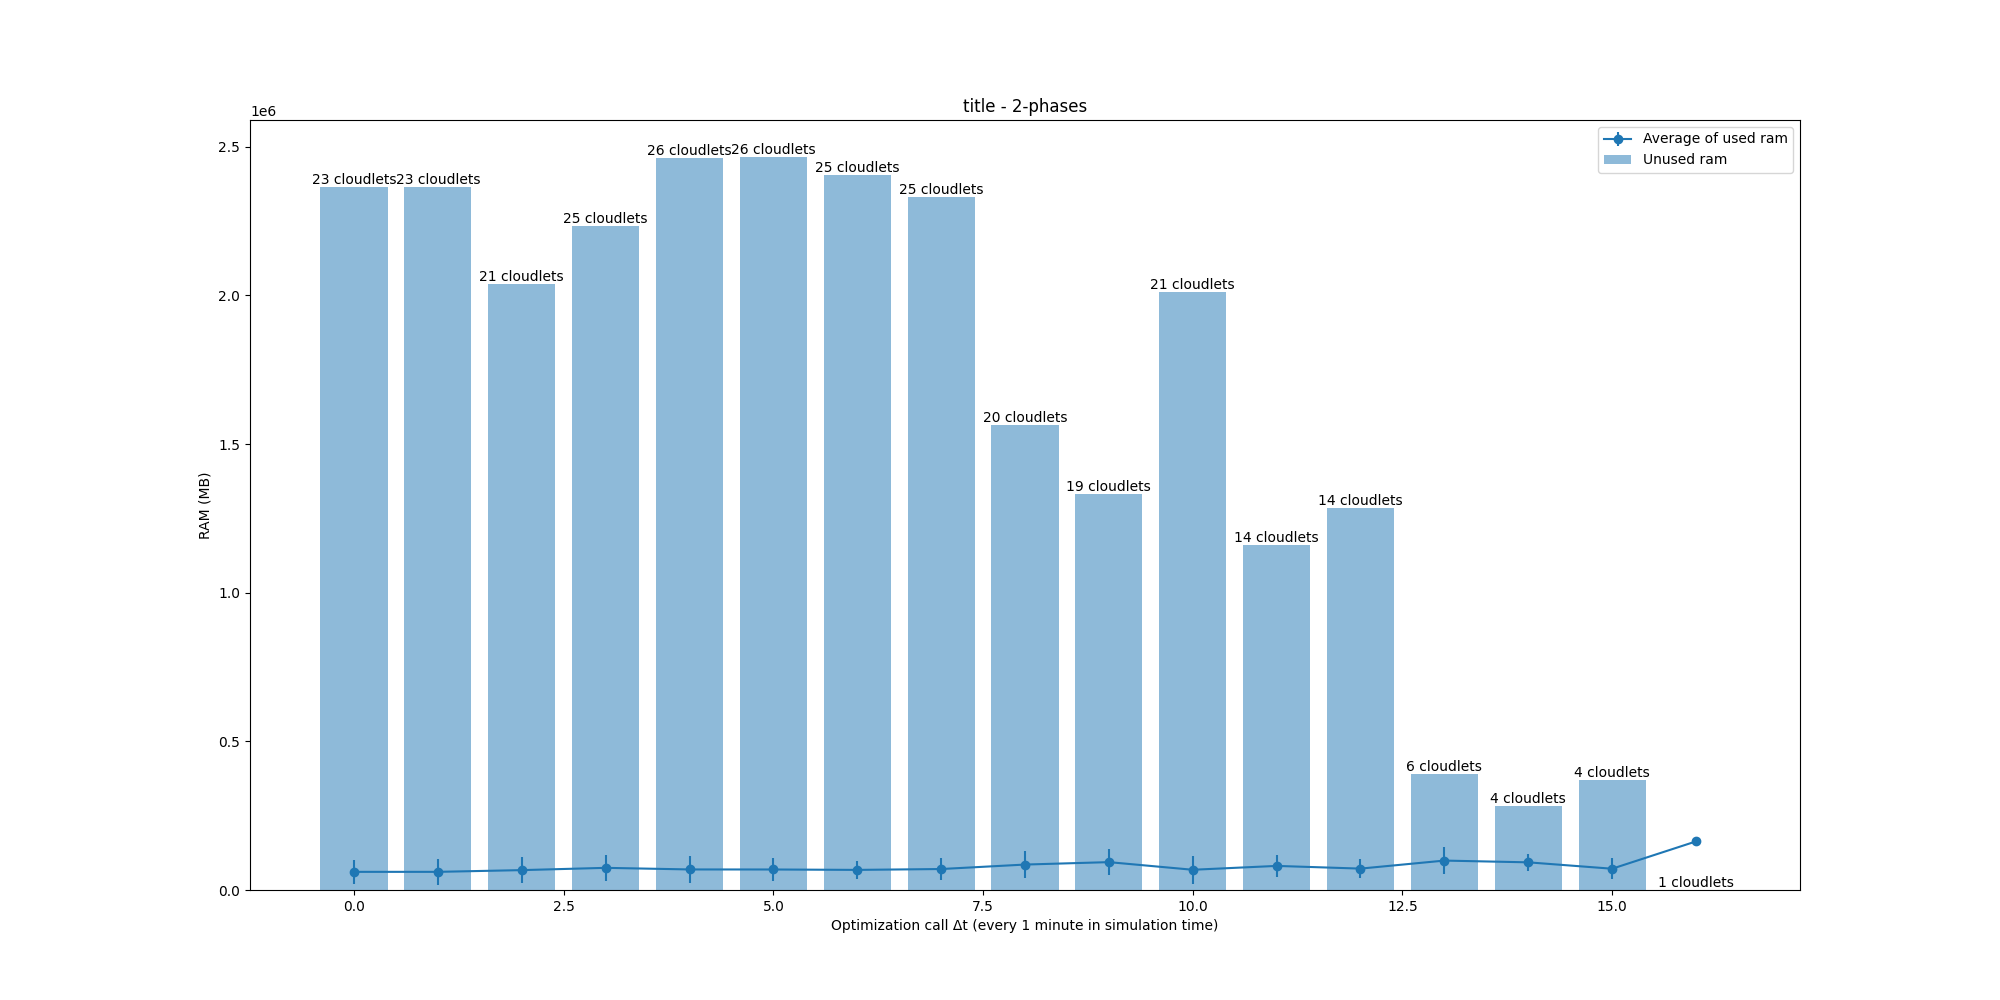 title - 2-phases
1e6
Average of used ram
Unused ram
2.5
2.0
1.5
1.0
0.5
0.0
RAM (MB)
23 cloudlets
23 cloudlets
21 cloudlets
25 cloudlets
26 cloudlets
26 cloudlets
25 cloudlets
25 cloudlets
20 cloudlets
19 cloudlets
21 cloudlets
14 cloudlets
14 cloudlets
6 cloudlets
4 cloudlets
4 cloudlets
1 cloudlets
0.0 2.5 5.0 7.5 10.0 12.5 15.0
Optimization call Δt (every 1 minute in simulation time)